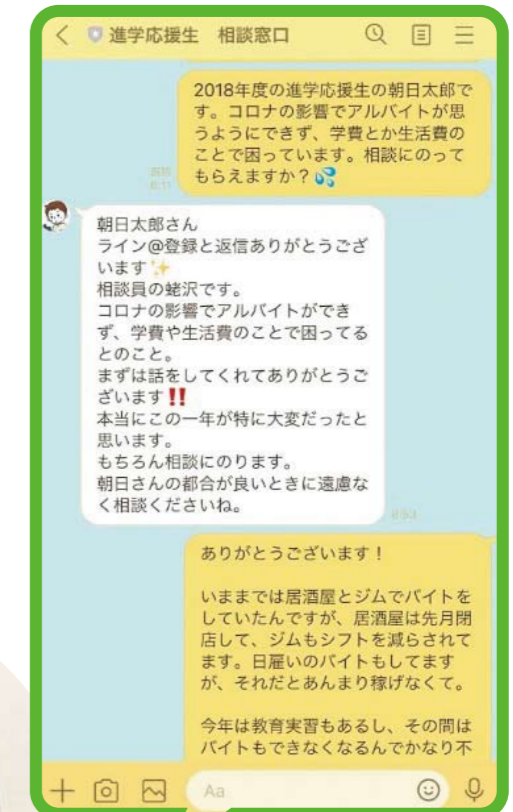 進学応援生 相談窓口
2018年度の進学応援生の朝日太郎で
す。コロナの影響でアルバイトが思
うようにできず、学費とか生活費の
ことで困っています。相談にのって
もらえますか?💦
既読
8:11
朝日太郎さん
ライン@登録と返信ありがとうござ
います✨
相談員の蛯沢です。
コロナの影響でアルバイトができ
ず、学費や生活費のことで困ってる
とのこと。
まずは話をしてくれてありがとうご
ざいます‼️
本当にこの一年が特に大変だったと
思います。
もちろん相談にのります。
朝日さんの都合が良いときに遠慮な
く相談くださいね。
ありがとうございます!
いままでは居酒屋とジムでバイトを
していたんですが、居酒屋は先月閉
店して、ジムもシフトを減らされて
ます。日雇いのバイトもしてます
が、それだとあんまり稼げなくて。
今年は教育実習もあるし、その間は
バイトもできなくなるんでかなり不
Aa